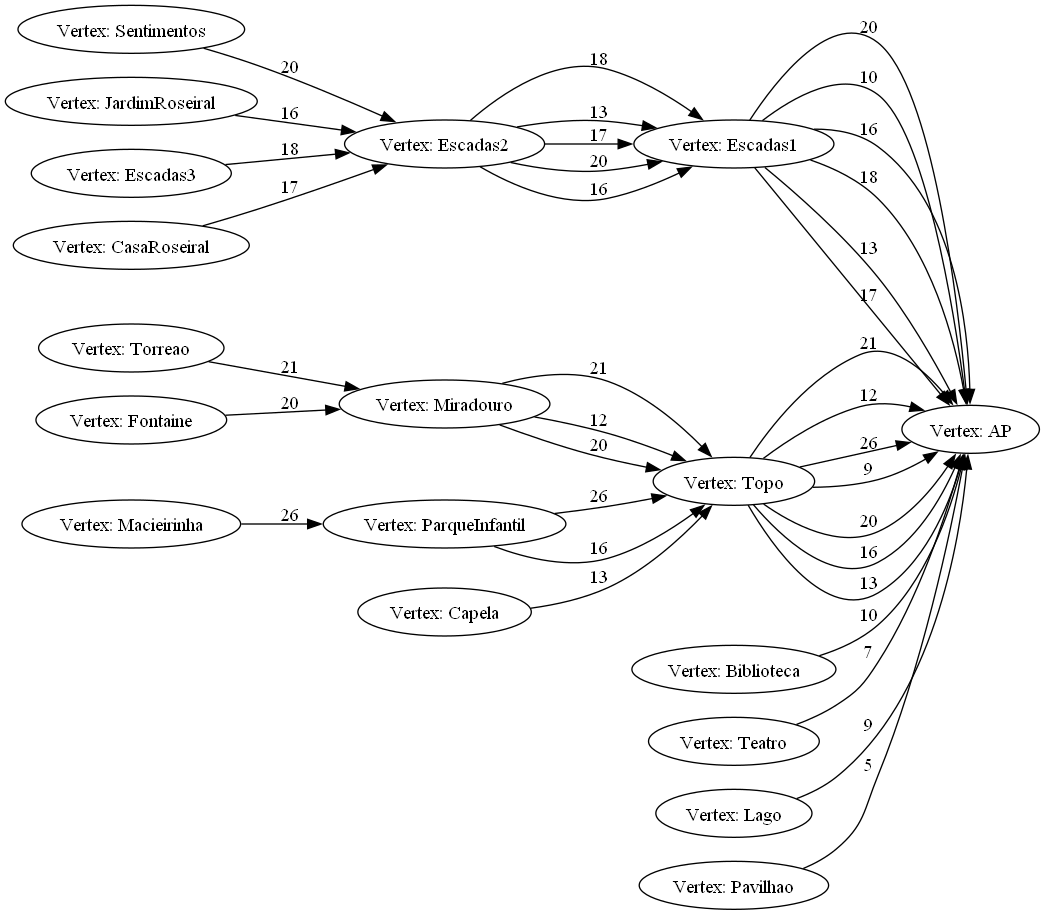 Vertex: Sentimentos
20
Vertex: JardimRoseiral
16
Vertex: Escadas3
18
Vertex: CasaRoseiral
17
Vertex: Escadas2
18
13
17
20
16
Vertex: Escadas1
20
10
16
18
13
17
Vertex: Torreao
21
Vertex: Fontaine
20
Vertex: Miradouro
21
12
20
Vertex: Macieirinha
26
Vertex: ParqueInfantil
26
16
Vertex: Capela
13
Vertex: Topo
21
12
26
9
20
16
13
Vertex: AP
Vertex: Biblioteca
10
Vertex: Teatro
7
Vertex: Lago
9
Vertex: Pavilhao
5